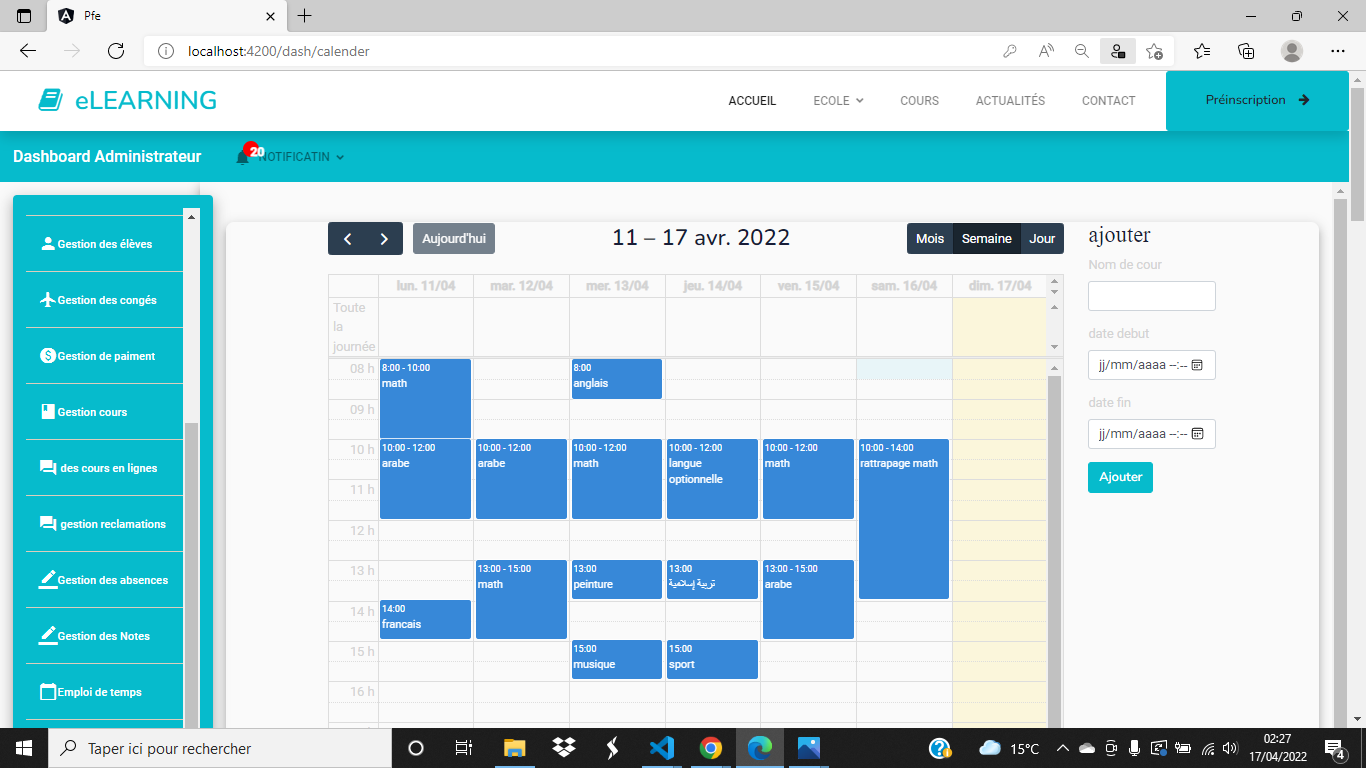 Pfe
localhost:4200/dash/calender
eLEARNING
ACCUEIL
ECOLE
COURS
ACTUALITÉS
CONTACT
Préinscription
Dashboard Administrateur
20
NOTIFICATIN
Gestion des élèves
Gestion des congés
Gestion de paiment
Gestion cours
des cours en lignes
gestion reclamations
Gestion des absences
Gestion des Notes
Emploi de temps
Aujourd'hui
11 – 17 avr. 2022
Mois
Semaine
Jour
lun. 11/04
mar. 12/04
mer. 13/04
jeu. 14/04
ven. 15/04
sam. 16/04
dim. 17/04
Toute
la
journée
08 h
8:00 - 10:00
math
8:00
anglais
09 h
10 h
10:00 - 12:00
arabe
10:00 - 12:00
arabe
10:00 - 12:00
math
10:00 - 12:00
langue
optionnelle
10:00 - 12:00
math
10:00 - 14:00
rattrapage math
11 h
12 h
13 h
13:00 - 15:00
math
13:00
peinture
13:00
تربية إسلامية
13:00 - 15:00
arabe
14 h
14:00
francais
15 h
15:00
musique
15:00
sport
16 h
ajouter
Nom de cour
date debut
jj/mm/aaaa --:--
date fin
jj/mm/aaaa --:--
Ajouter
Taper ici pour rechercher
15°C
02:27
17/04/2022
4